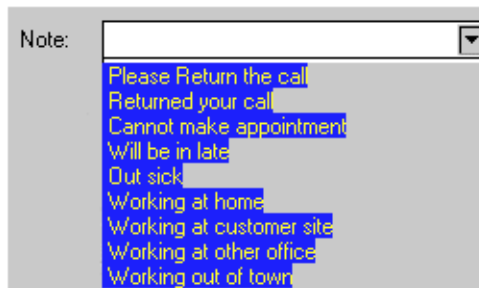 Note:
Please Return the call
Returned your call
Cannot make appointment
Will be in late
Out sick
Working at home
Working at customer site
Working at other office
Working out of town